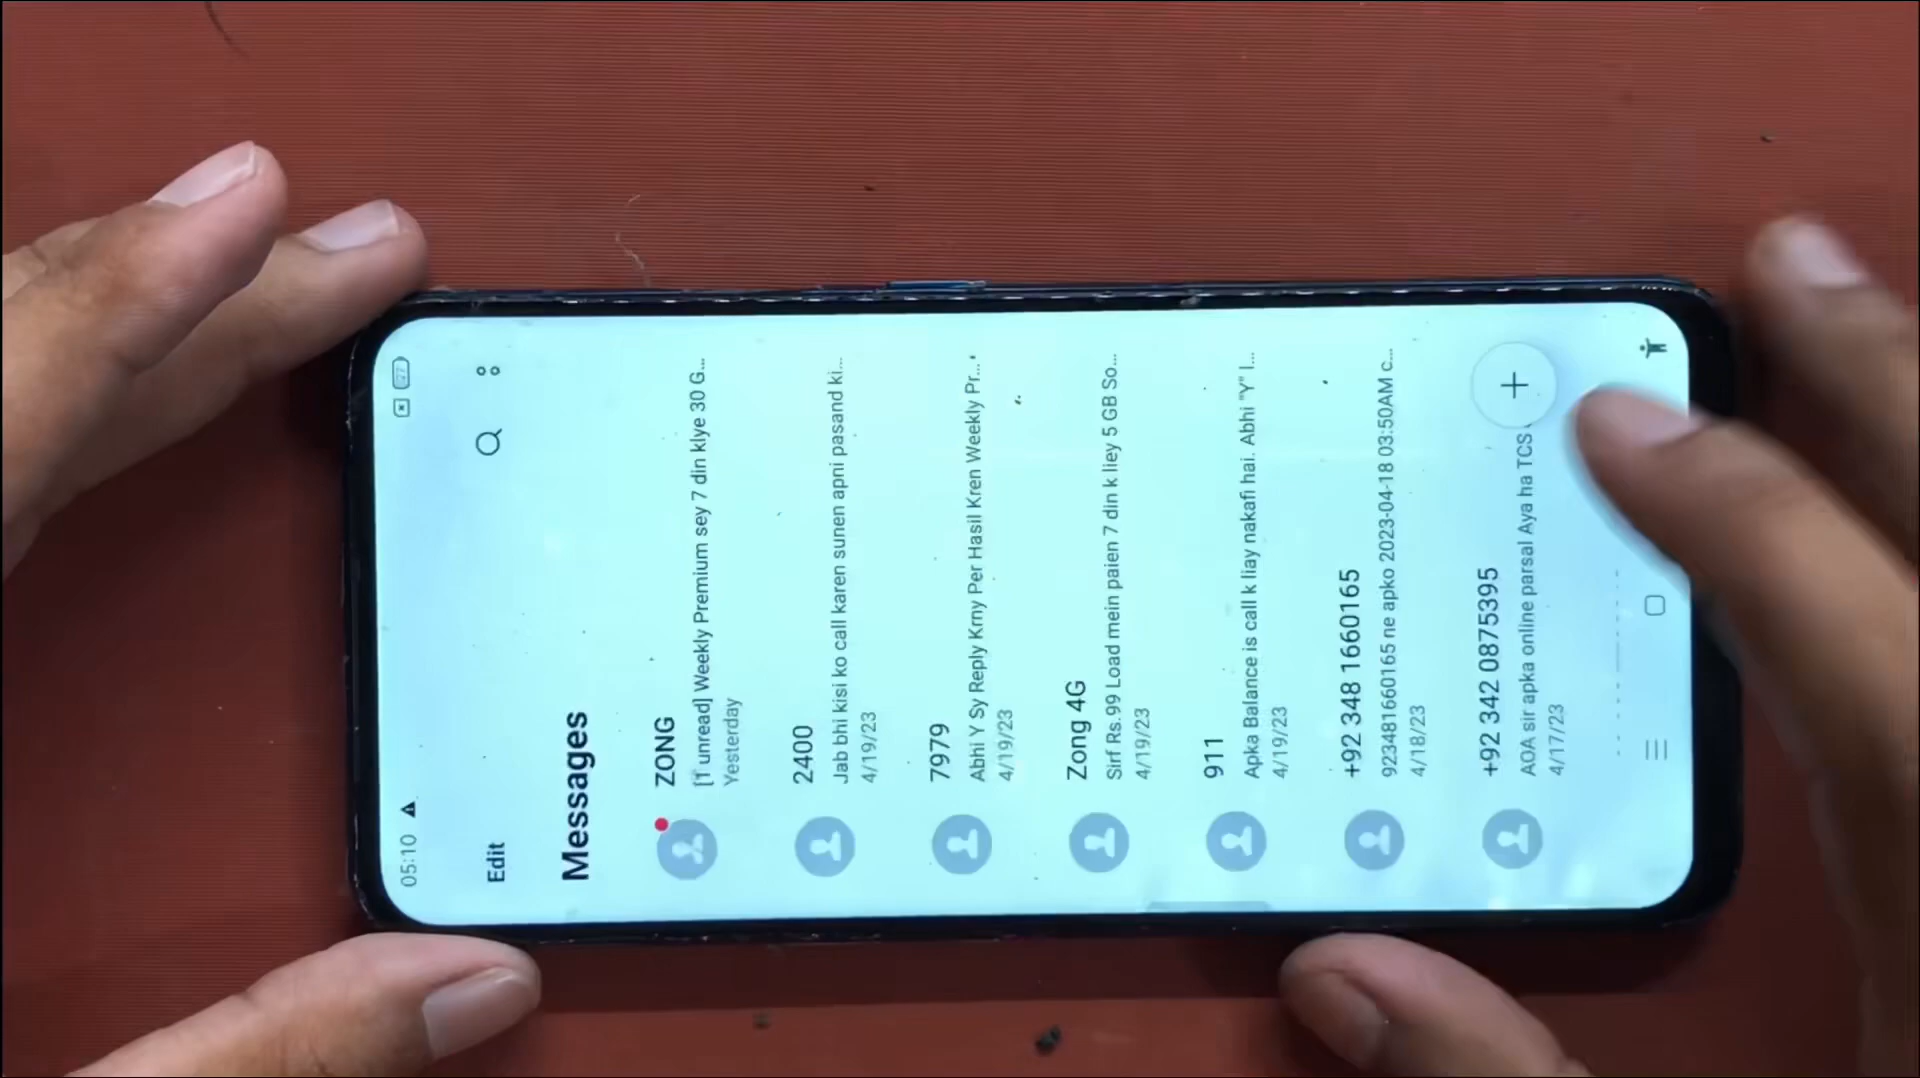 05:10
27
Edit
Messages
ZONG
[1 unread] Weekly Premium sey 7 din klye 30 G...
Yesterday
2400
Jab bhi kisi ko call karen sunen apni pasand ki...
4/19/23
7979
Abhi Y Sy Reply Krny Per Hasil Kren Weekly Pr...
4/19/23
Zong 4G
Sirf Rs.99 Load mein paien 7 din k liey 5 GB So...
4/19/23
911
Apka Balance is call k liay nakafi hai. Abhi "Y" l...
4/19/23
+92 348 1660165
923481660165 ne apko 2023-04-18 03:50AM c...
4/18/23
+92 342 0875395
AOA sir apka online parsal Aya ha TCS
4/17/23